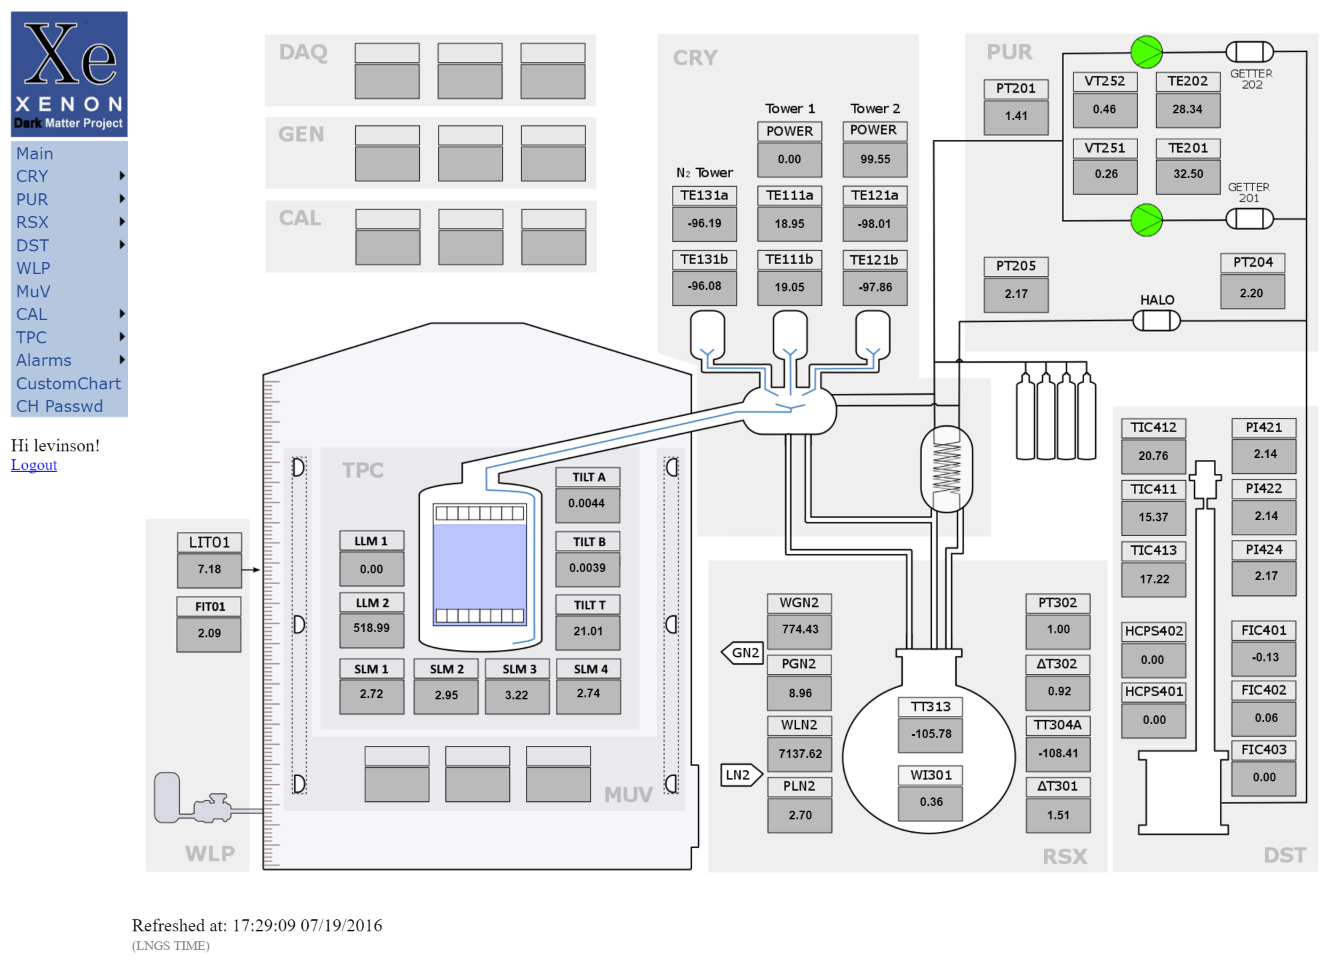 Xe
XENON
Dark Matter Project
Main
CRY
PUR
RSX
DST
WLP
MuV
CAL
TPC
Alarms
CustomChart
CH Passwd
Hi levinson!
Logout
DAQ
GEN
CAL
CRY
Tower 1
Tower 2
POWER
POWER
0.00
99.55
N₂ Tower
TE131a
TE111a
TE121a
-96.19
18.95
-98.01
TE131b
TE111b
TE121b
-96.08
19.05
-97.86
PUR
GETTER
202
PT201
1.41
VT252
TE202
0.46
28.34
VT251
TE201
0.26
32.50
GETTER
201
PT205
2.17
PT204
2.20
HALO
TPC
TILT A
0.0044
LLM 1
0.00
TILT B
0.0039
LLM 2
518.99
TILT T
21.01
SLM 1
SLM 2
SLM 3
SLM 4
2.72
2.95
3.22
2.74
MUV
LIT01
7.18
FIT01
2.09
WLP
WGN2
774.43
GN2
PGN2
8.96
WLN2
7137.62
LN2
PLN2
2.70
TT313
-105.78
WI301
0.36
PT302
1.00
ΔT302
0.92
TT304A
-108.41
ΔT301
1.51
RSX
TIC412
PI421
20.76
2.14
TIC411
PI422
15.37
2.14
TIC413
PI424
17.22
2.17
HCPS402
FIC401
0.00
-0.13
HCPS401
FIC402
0.00
0.06
FIC403
0.00
DST
Refreshed at: 17:29:09 07/19/2016
(LNGS TIME)